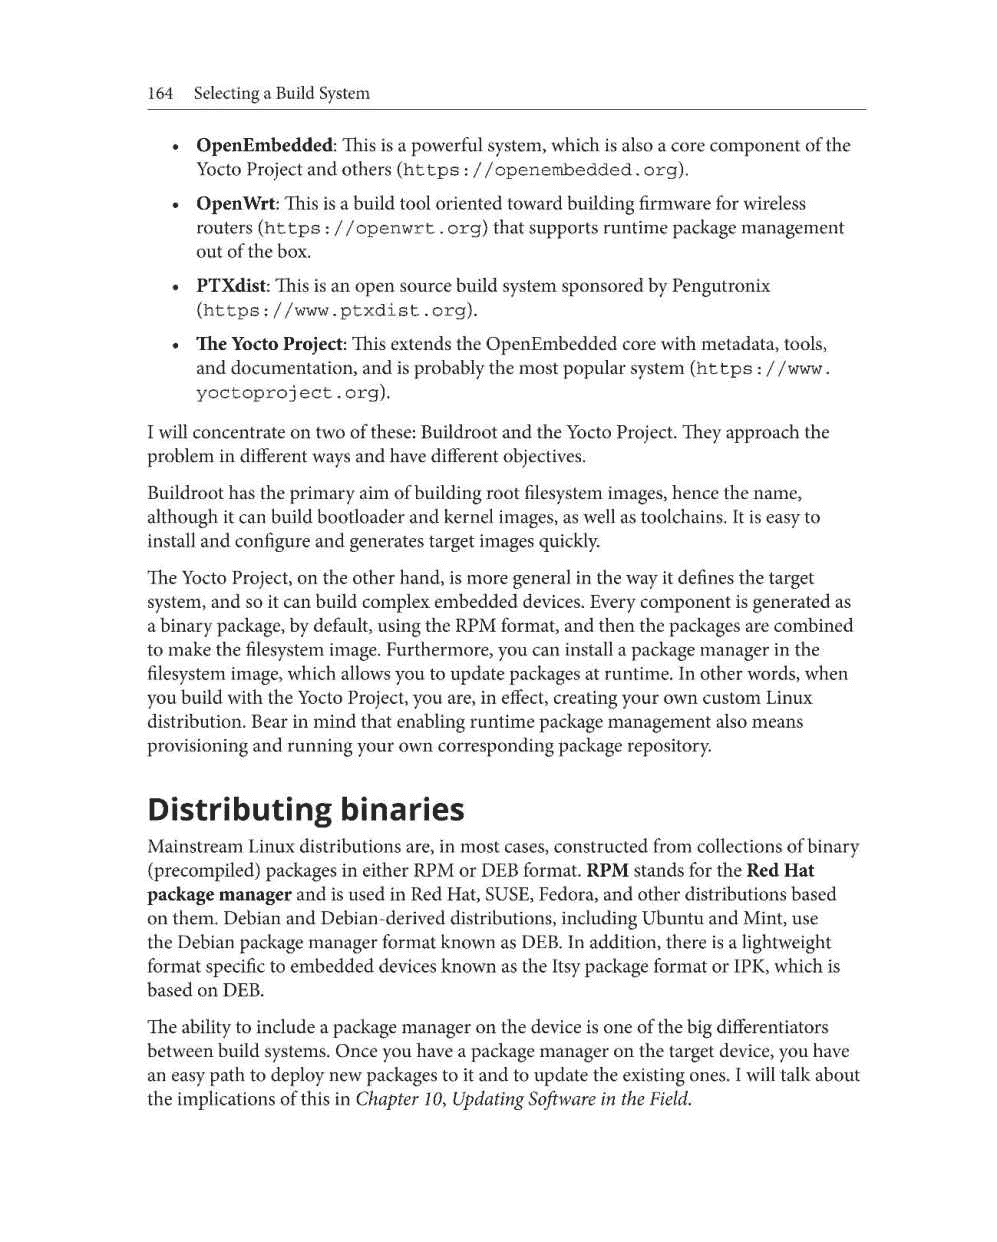 164 Selecting a Build System
• OpenEmbedded: This is a powerful system, which is also a core component of the
Yocto Project and others (https://openembedded.org).
• OpenWrt: This is a build tool oriented toward building firmware for wireless
routers (https://openwrt.org) that supports runtime package management
out of the box.
• PTXdist: This is an open source build system sponsored by Pengutronix
(https://www.ptxdist.org).
• The Yocto Project: This extends the OpenEmbedded core with metadata, tools,
and documentation, and is probably the most popular system (https://www.
yoctoproject.org).
I will concentrate on two of these: Buildroot and the Yocto Project. They approach the
problem in different ways and have different objectives.
Buildroot has the primary aim of building root filesystem images, hence the name,
although it can build bootloader and kernel images, as well as toolchains. It is easy to
install and configure and generates target images quickly.
The Yocto Project, on the other hand, is more general in the way it defines the target
system, and so it can build complex embedded devices. Every component is generated as
a binary package, by default, using the RPM format, and then the packages are combined
to make the filesystem image. Furthermore, you can install a package manager in the
filesystem image, which allows you to update packages at runtime. In other words, when
you build with the Yocto Project, you are, in effect, creating your own custom Linux
distribution. Bear in mind that enabling runtime package management also means
provisioning and running your own corresponding package repository.
Distributing binaries
Mainstream Linux distributions are, in most cases, constructed from collections of binary
(precompiled) packages in either RPM or DEB format. RPM stands for the Red Hat
package manager and is used in Red Hat, SUSE, Fedora, and other distributions based
on them. Debian and Debian-derived distributions, including Ubuntu and Mint, use
the Debian package manager format known as DEB. In addition, there is a lightweight
format specific to embedded devices known as the Itsy package format or IPK, which is
based on DEB.
The ability to include a package manager on the device is one of the big differentiators
between build systems. Once you have a package manager on the target device, you have
an easy path to deploy new packages to it and to update the existing ones. I will talk about
the implications of this in Chapter 10, Updating Software in the Field.